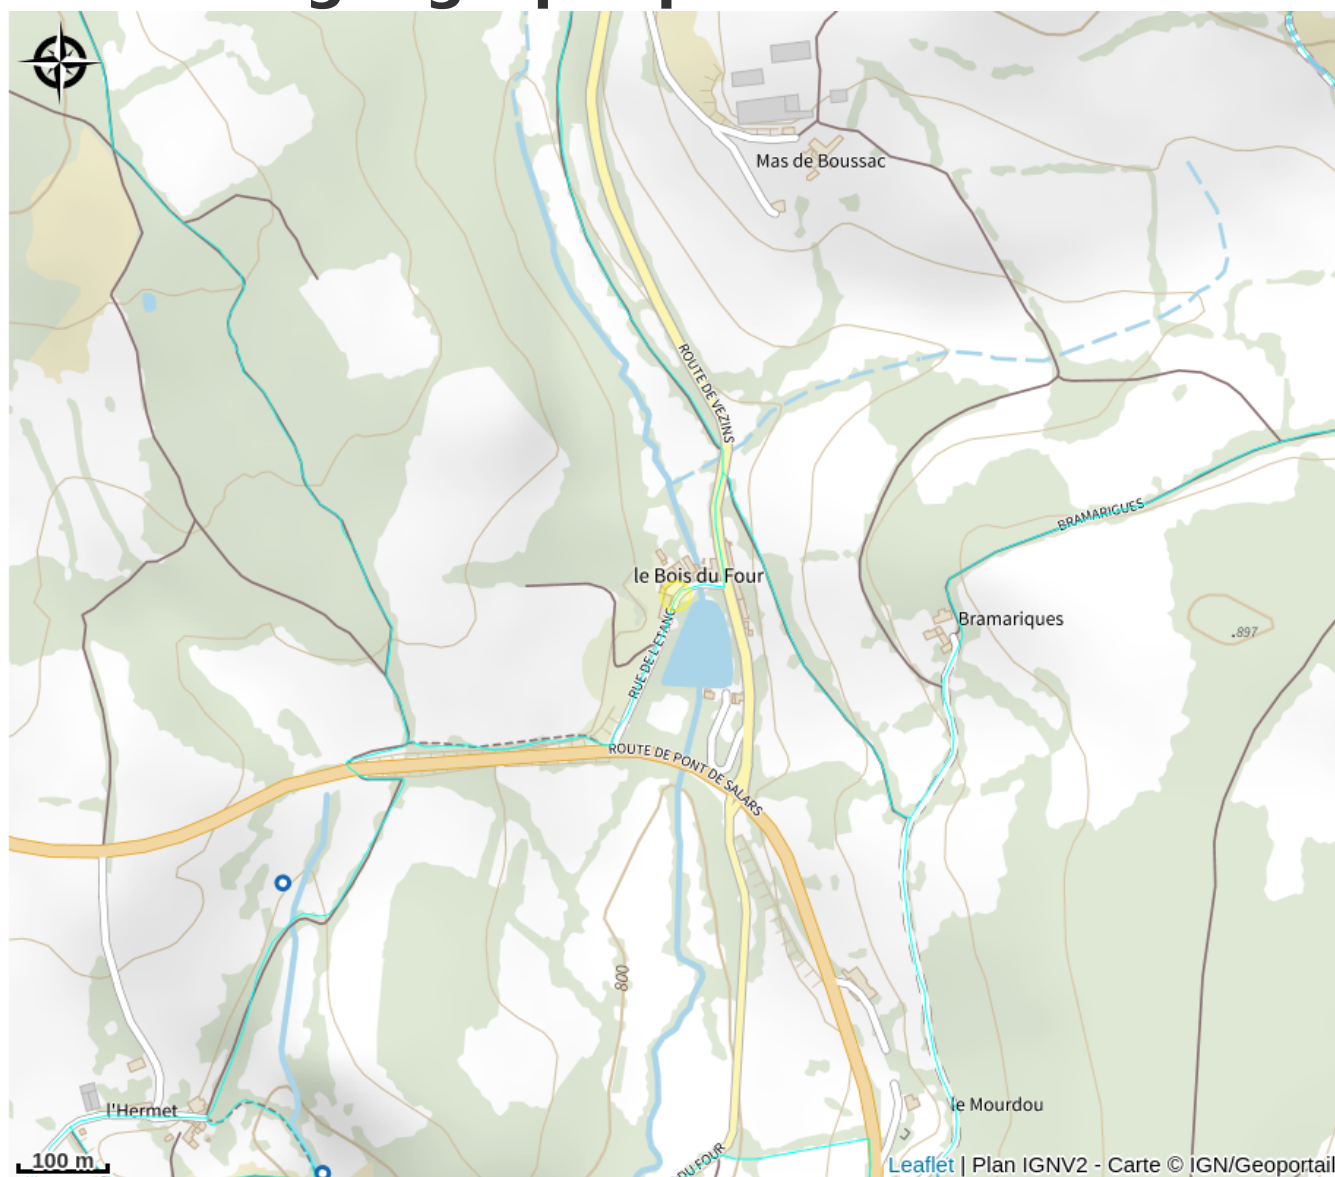 Mas de Boussac
ROUTE DE VEZINS
BRAMARIGUES
le Bois du Four
Bramariques
897
RUE DE L'ETANG
ROUTE DE PONT DE SALARS
800
l'Hermet
le Mourdou
DU FOUR
100 m
Leaflet | Plan IGNV2 - Carte © IGN/Geoportail